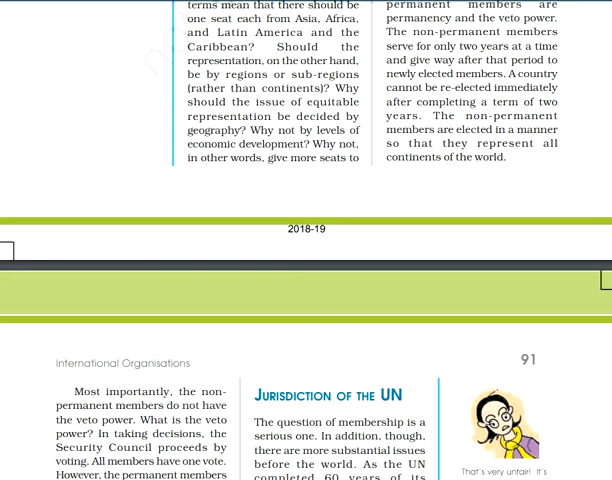 terms mean that there should be
one seat each from Asia, Africa,
and Latin America and the
Caribbean? Should the
representation, on the other hand,
be by regions or sub-regions
(rather than continents)? Why
should the issue of equitable
representation be decided by
geography? Why not by levels of
economic development? Why not,
in other words, give more seats to
permanent members are
permanency and the veto power.
The non-permanent members
serve for only two years at a time
and give way after that period to
newly elected members. A country
cannot be re-elected immediately
after completing a term of two
years. The non-permanent
members are elected in a manner
so that they represent all
continents of the world.
2018-19
International Organisations
91
Most importantly, the non-
permanent members do not have
the veto power. What is the veto
power? In taking decisions, the
Security Council proceeds by
voting. All members have one vote.
However, the permanent members
JURISDICTION OF THE UN
The question of membership is a
serious one. In addition, though,
there are more substantial issues
before the world. As the UN
completed 60 years of its
That's very unfair! It's